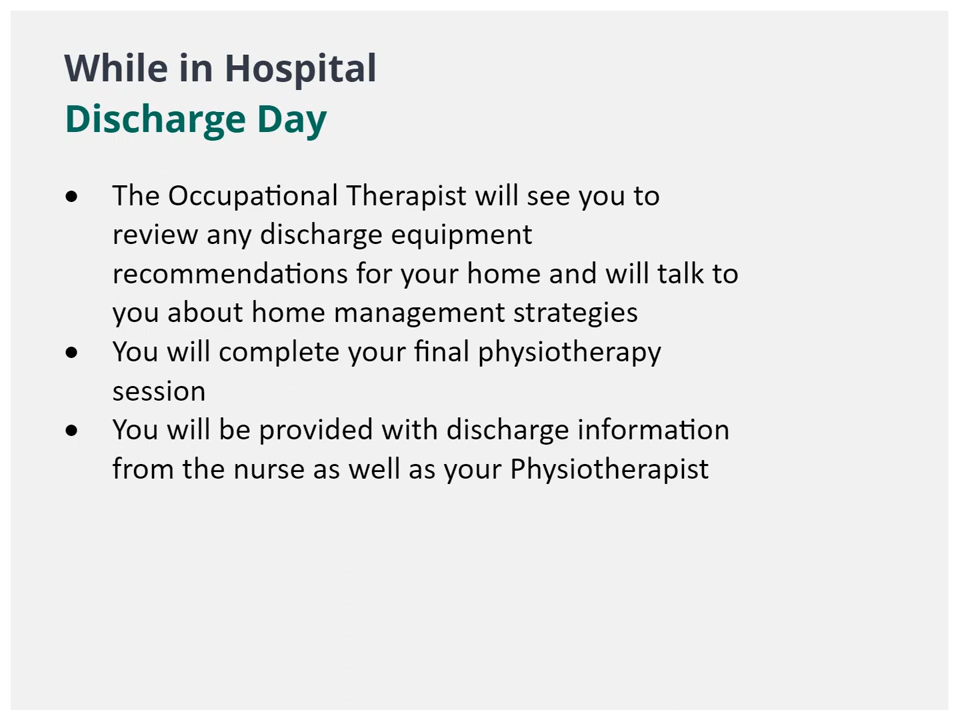 While in Hospital
Discharge Day
• The Occupational Therapist will see you to
review any discharge equipment
recommendations for your home and will talk to
you about home management strategies
• You will complete your final physiotherapy
session
• You will be provided with discharge information
from the nurse as well as your Physiotherapist